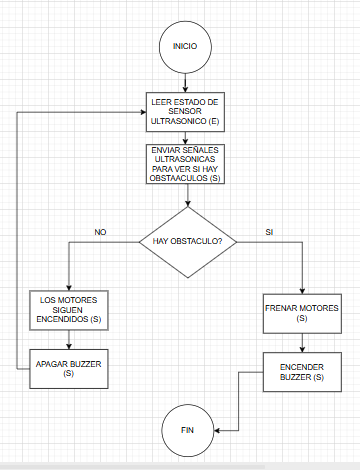 INICIO
LEER ESTADO DE
SENSOR
ULTRASONICO (E)
ENVIAR SEÑALES
ULTRASONICAS
PARA VER SI HAY
OBSTAACULOS (S)
HAY OBSTACULO?
NO
SI
LOS MOTORES
SIGUEN
ENCENDIDOS (S)
FRENAR MOTORES
(S)
APAGAR BUZZER
(S)
ENCENDER
BUZZER (S)
FIN